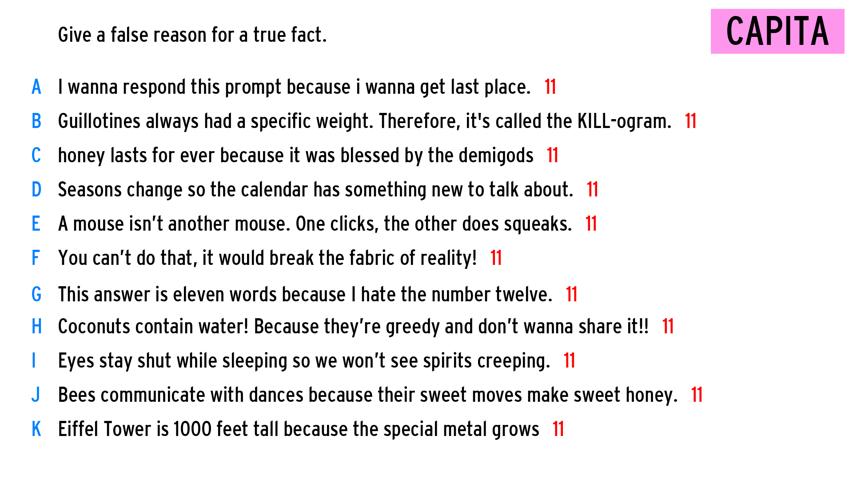 Give a false reason for a true fact.
CAPITA
A I wanna respond this prompt because i wanna get last place. 11
B Guillotines always had a specific weight. Therefore, it's called the KILL-ogram. 11
C honey lasts for ever because it was blessed by the demigods 11
D Seasons change so the calendar has something new to talk about. 11
E A mouse isn't another mouse. One clicks, the other does squeaks. 11
F You can't do that, it would break the fabric of reality! 11
G This answer is eleven words because I hate the number twelve. 11
H Coconuts contain water! Because they're greedy and don't wanna share it!! 11
I Eyes stay shut while sleeping so we won't see spirits creeping. 11
J Bees communicate with dances because their sweet moves make sweet honey. 11
K Eiffel Tower is 1000 feet tall because the special metal grows 11